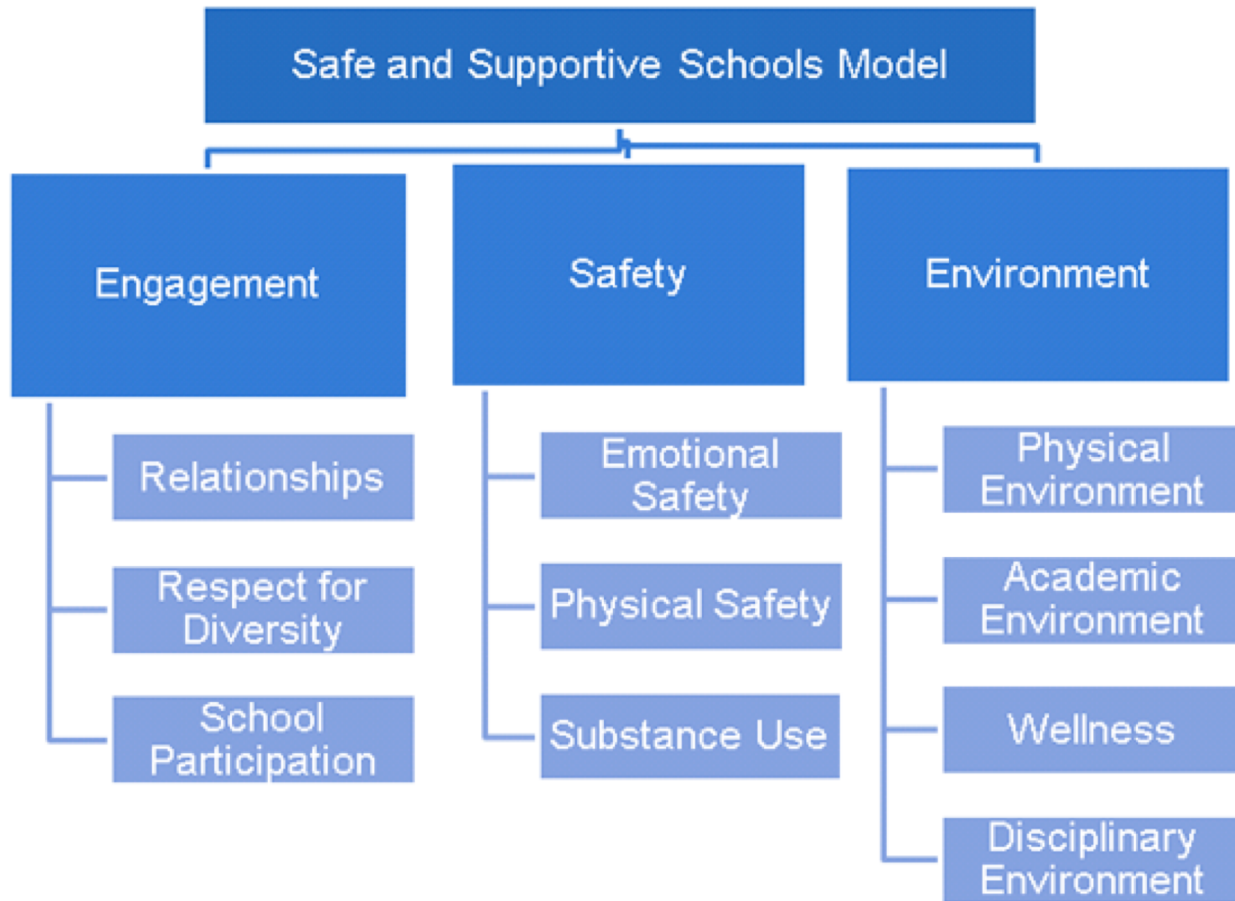 Safe and Supportive Schools Model
Engagement
Relationships
Respect for
Diversity
School
Participation
Safety
Emotional
Safety
Physical Safety
Substance Use
Environment
Physical
Environment
Academic
Environment
Wellness
Disciplinary
Environment